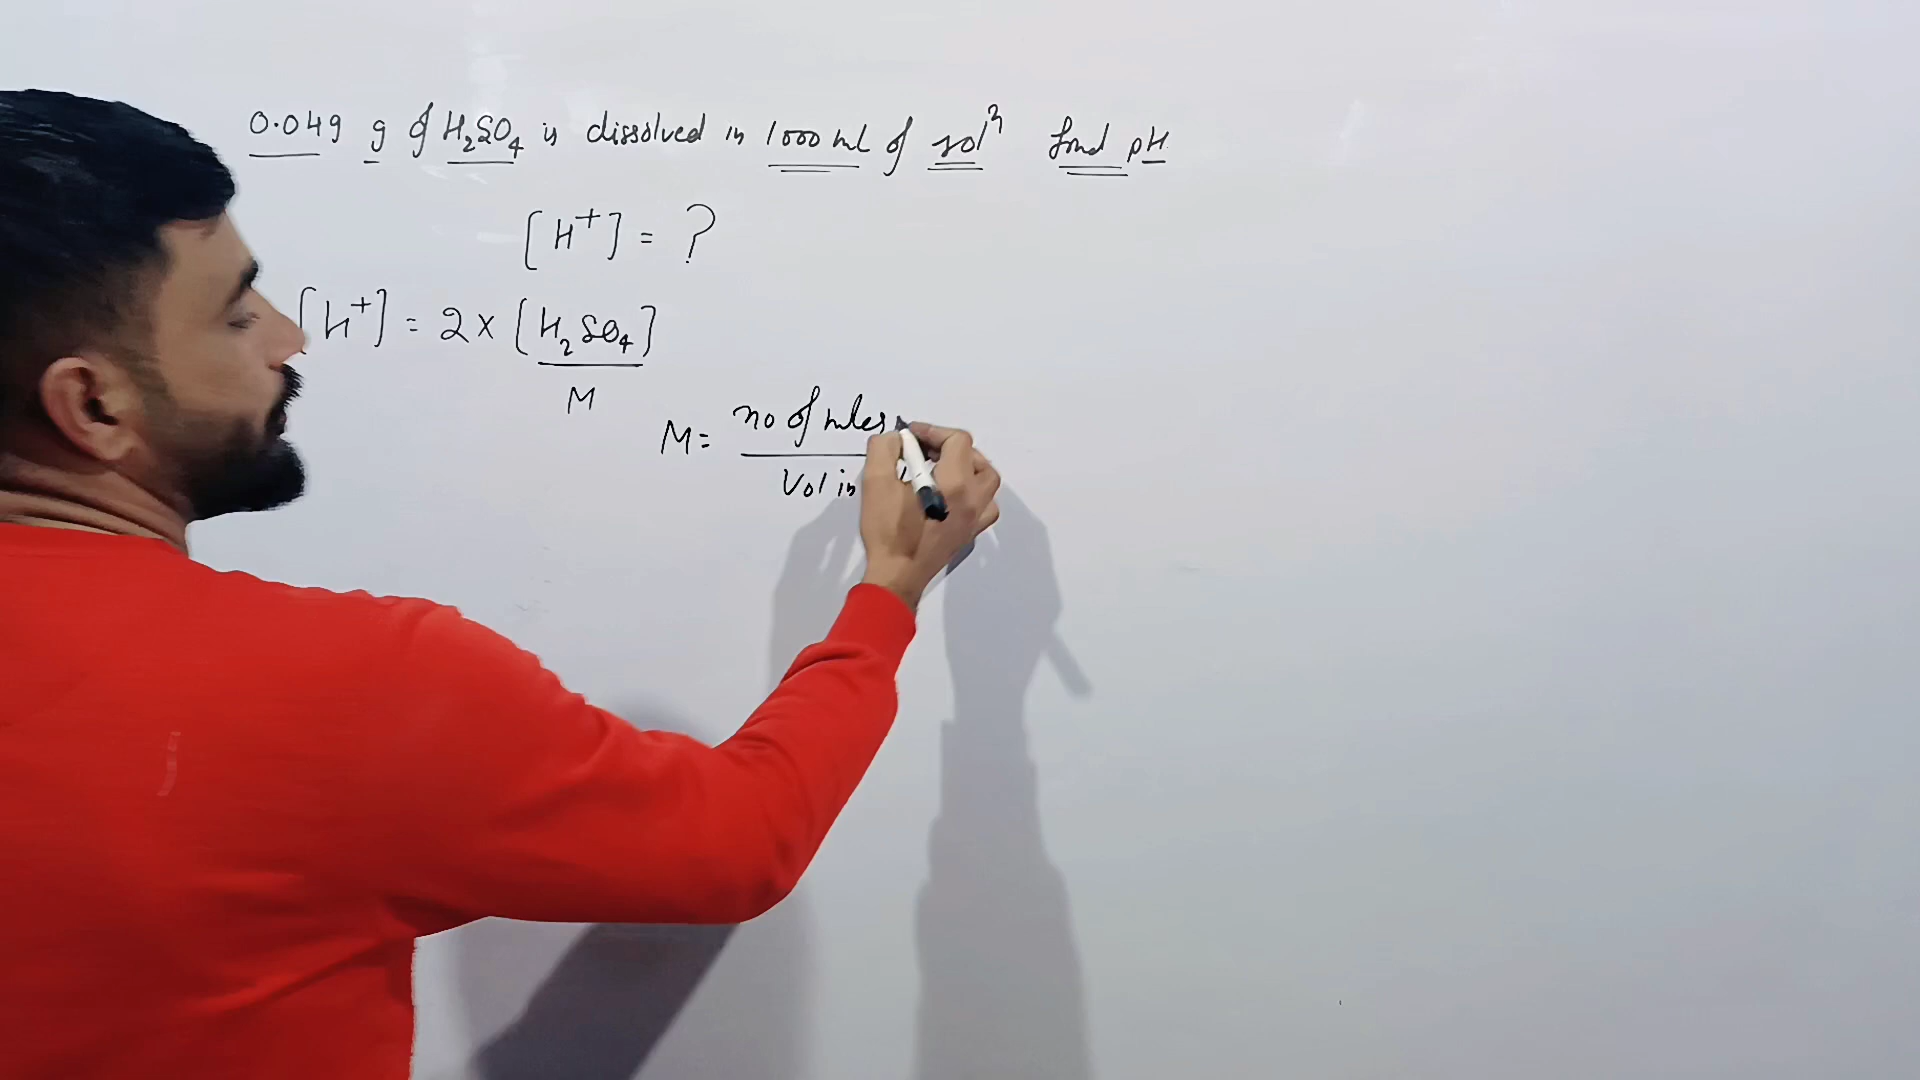 0.049 g of H₂SO₄ is dissolved in 1000 ml of solⁿ find pH
[H⁺] = ?
[H⁺] = 2 × [H₂SO₄]
M
M = no of moles
Vol in